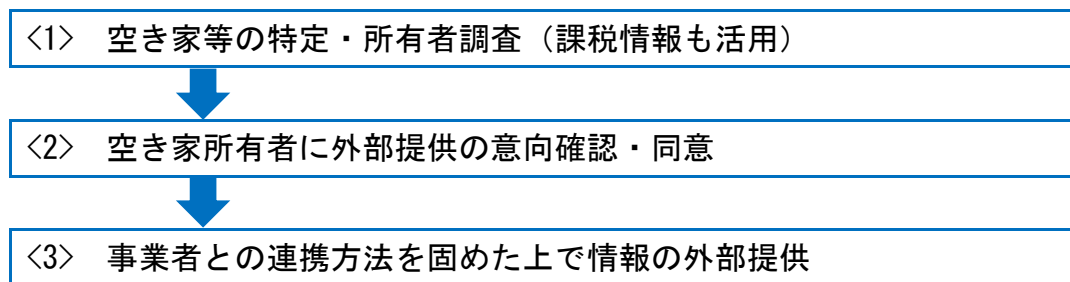 <1> 空き家等の特定・所有者調査（課税情報も活用）
<2> 空き家所有者に外部提供の意向確認・同意
<3> 事業者との連携方法を固めた上で情報の外部提供